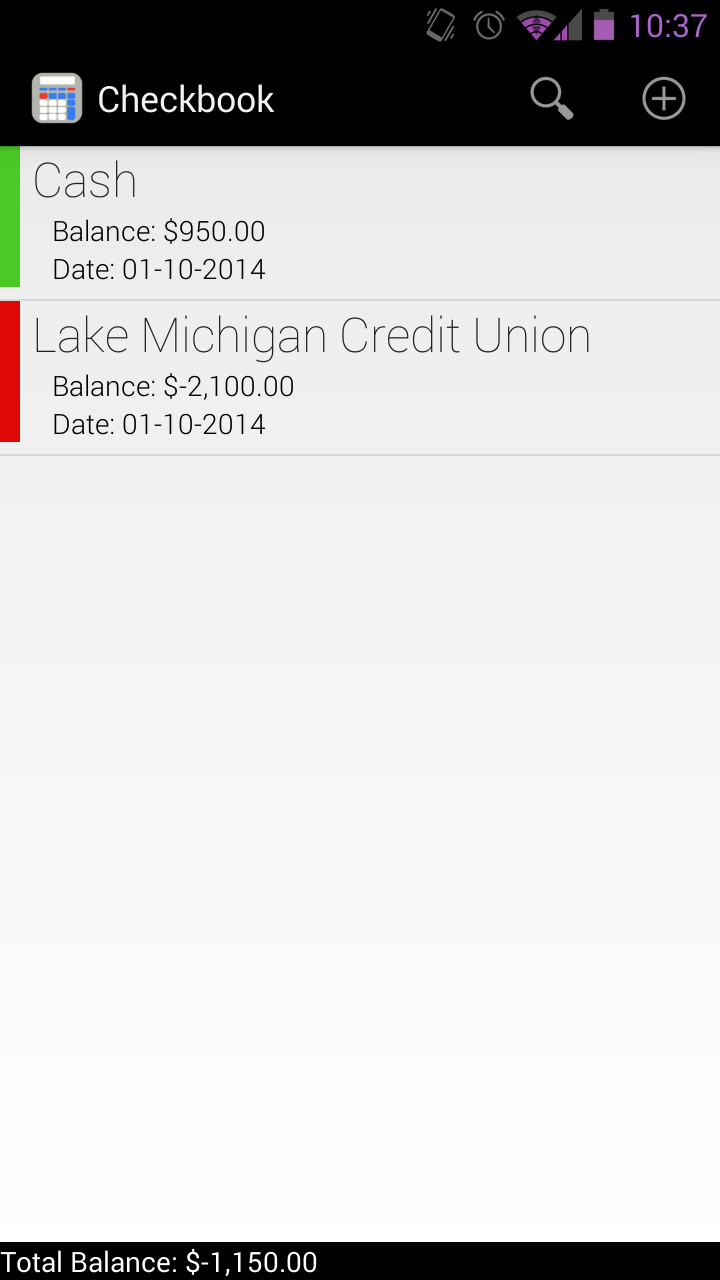 10:37
Checkbook
Cash
Balance: $950.00
Date: 01-10-2014
Lake Michigan Credit Union
Balance: $-2,100.00
Date: 01-10-2014
Total Balance: $-1,150.00